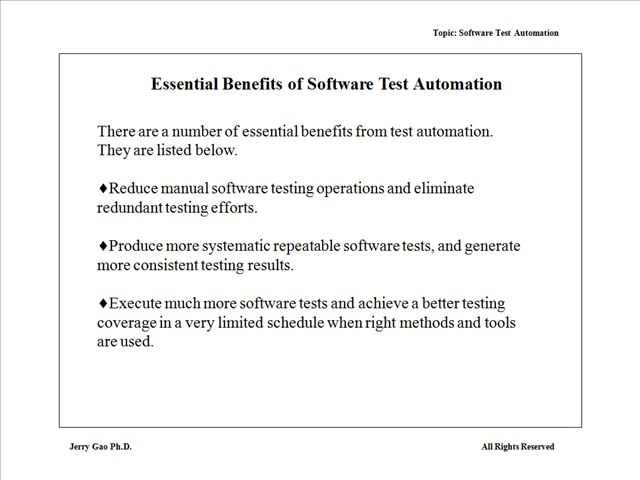 Topic: Software Test Automation
Essential Benefits of Software Test Automation
There are a number of essential benefits from test automation.
They are listed below.
♦Reduce manual software testing operations and eliminate
redundant testing efforts.
♦Produce more systematic repeatable software tests, and generate
more consistent testing results.
♦Execute much more software tests and achieve a better testing
coverage in a very limited schedule when right methods and tools
are used.
Jerry Gao Ph.D.
All Rights Reserved